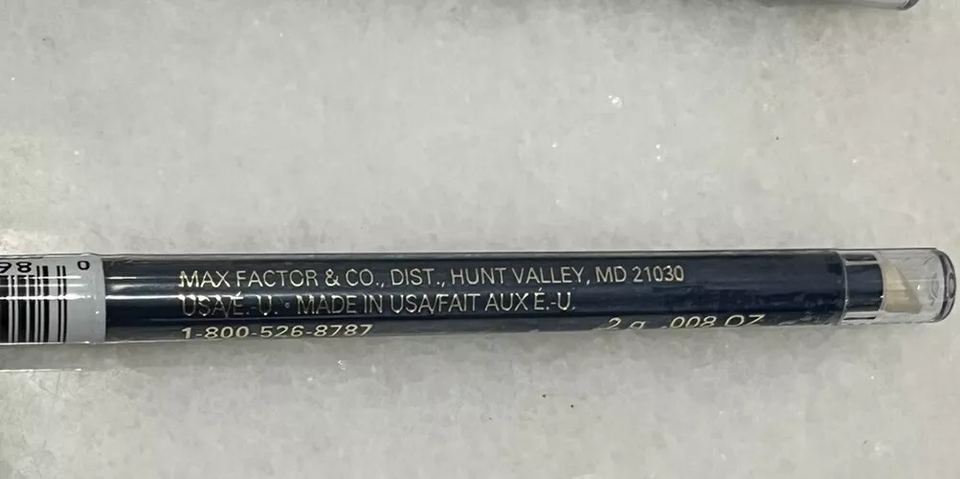 MAX FACTOR & CO., DIST., HUNT VALLEY, MD 21030
USA/É.-U. • MADE IN USA/FAIT AUX É.-U.
1-800-526-8787 .2 g .008 OZ
0